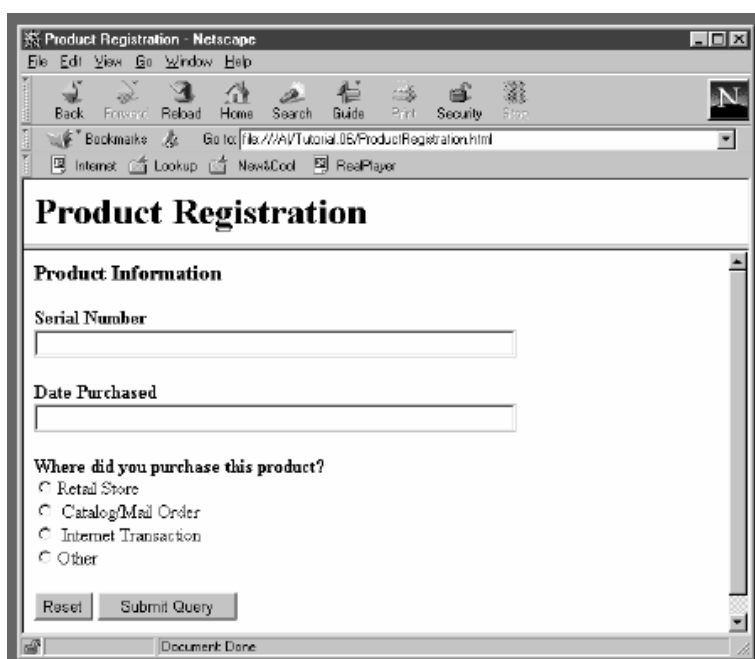 Product Registration - Netscape
File Edit View Go Window Help
Back Forward Reload Home Search Guide Print Security Stop
N
Bookmarks Go to: file:///A|/Tutorial.06/ProductRegistration.html
Internet Lookup New&Cool RealPlayer
Product Registration
Product Information
Serial Number
Date Purchased
Where did you purchase this product?
Retail Store
Catalog/Mail Order
Internet Transaction
Other
Reset Submit Query
Document: Done